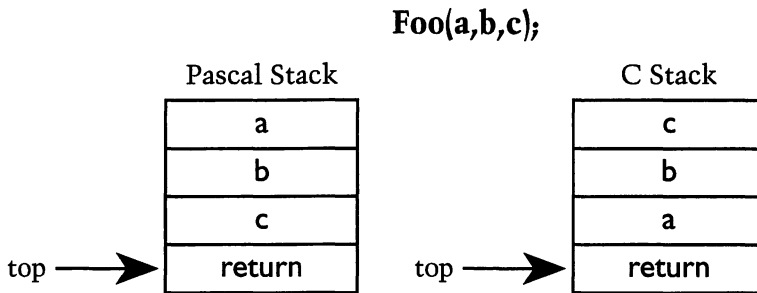 Foo(a,b,c);
Pascal Stack
a
b
c
top
return
C Stack
c
b
a
top
return